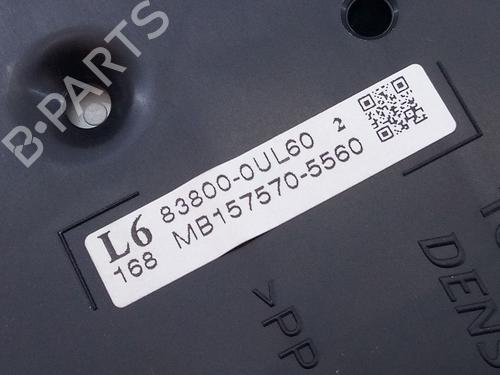 B-PARTS
L6 83800-0UL60 2
168 MB157570-5560
>PP
DENS